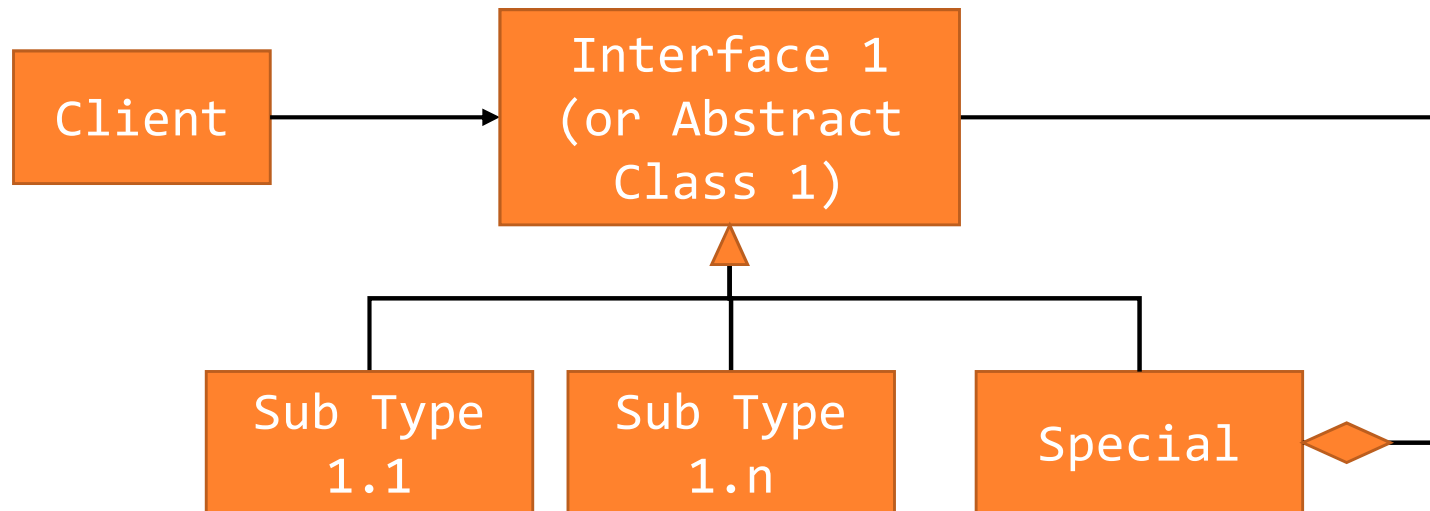 Client
Interface 1
(or Abstract
Class 1)
Sub Type
1.1
Sub Type
1.n
Special